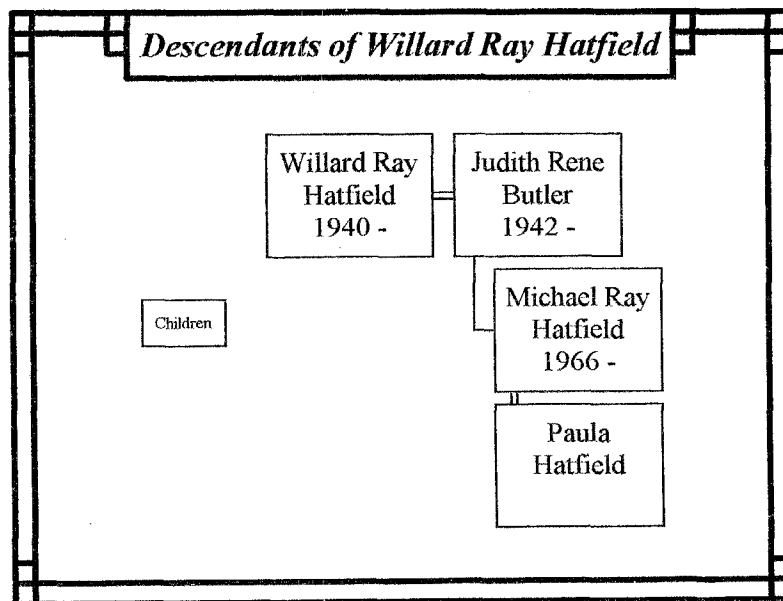 Descendants of Willard Ray Hatfield
Willard Ray
Hatfield
1940 -
Judith Rene
Butler
1942 -
Children
Michael Ray
Hatfield
1966 -
Paula
Hatfield